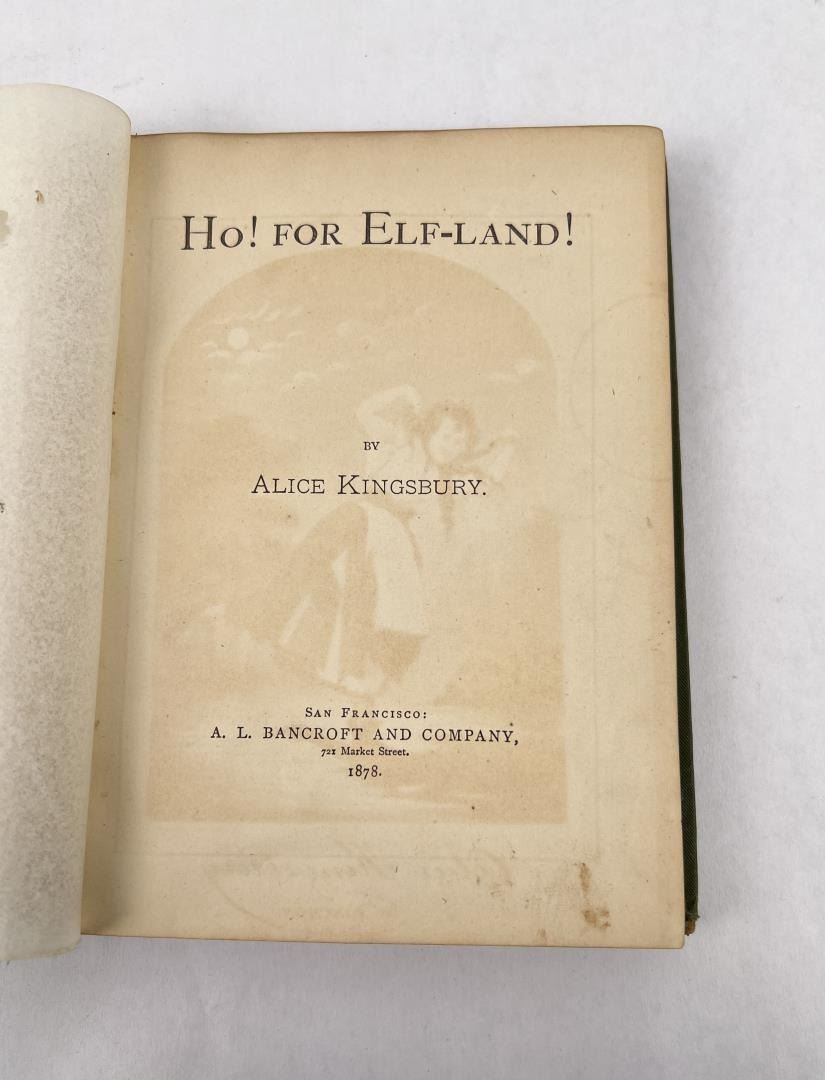 Ho! for Elf-land!
BY
Alice Kingsbury.
San Francisco:
A. L. BANCROFT AND COMPANY,
721 Market Street.
1878.